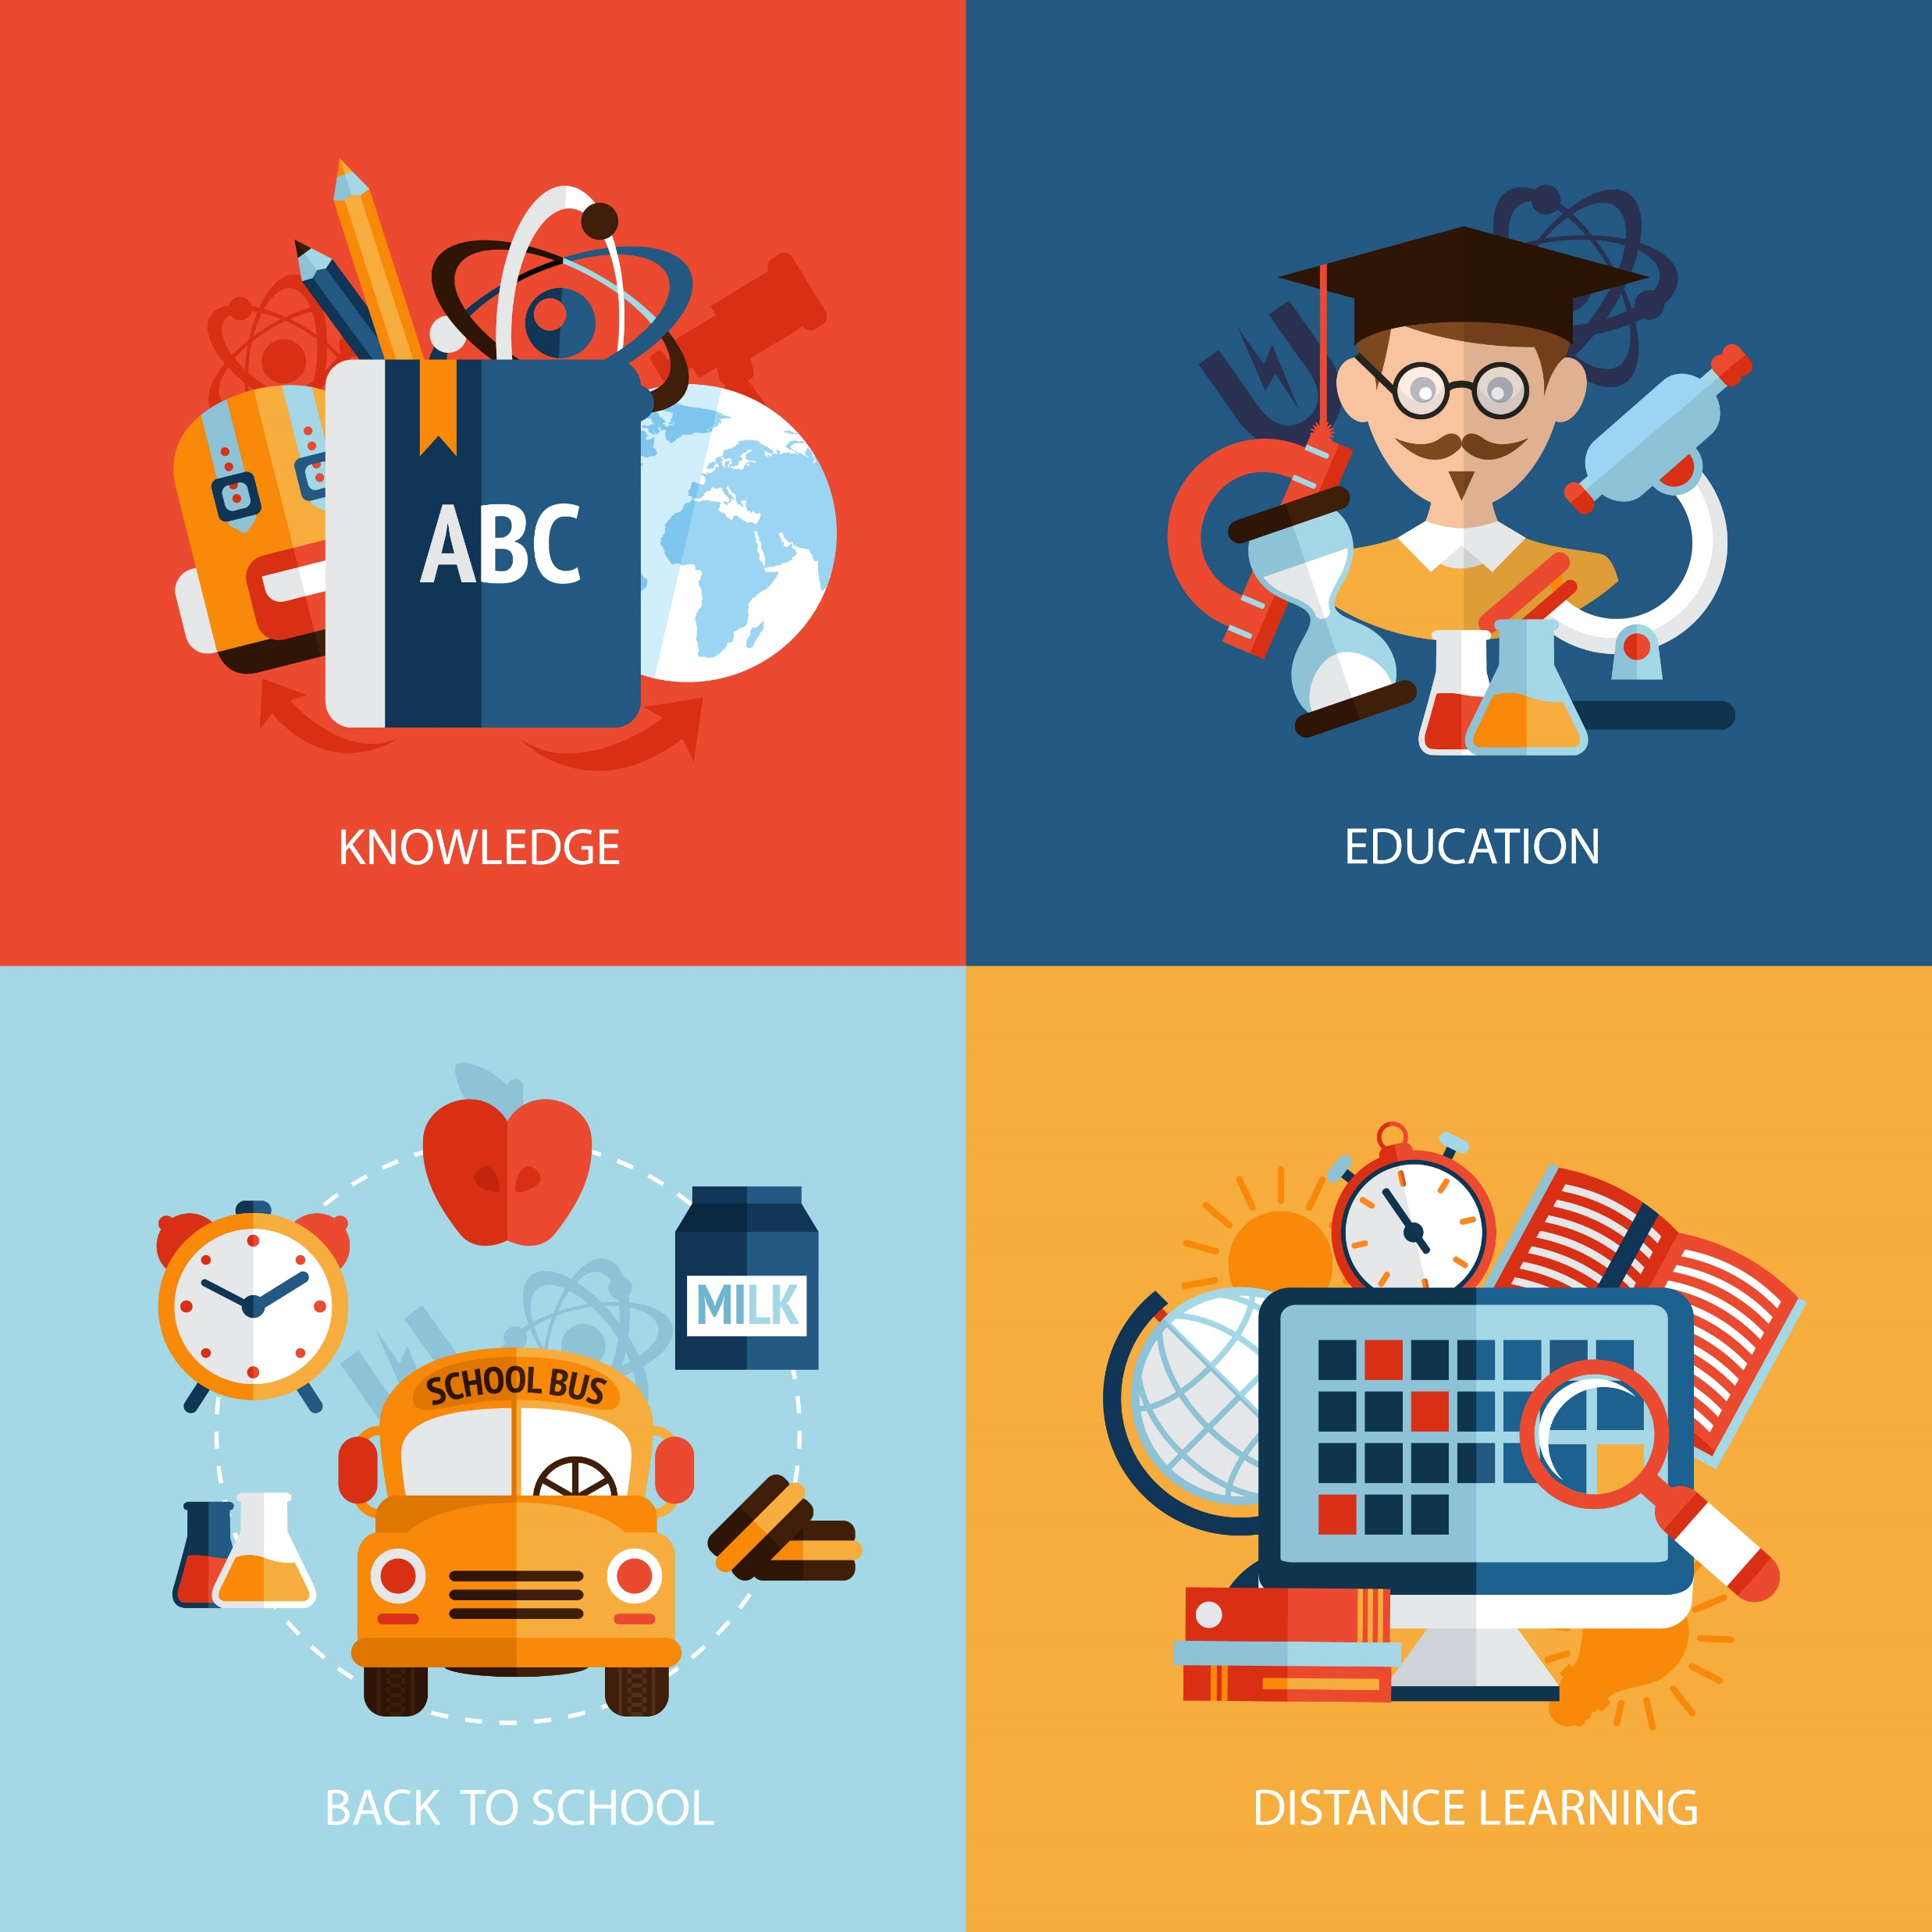 ABC
KNOWLEDGE
EDUCATION
MILK
SCHOOL BUS
BACK TO SCHOOL
DISTANCE LEARNING